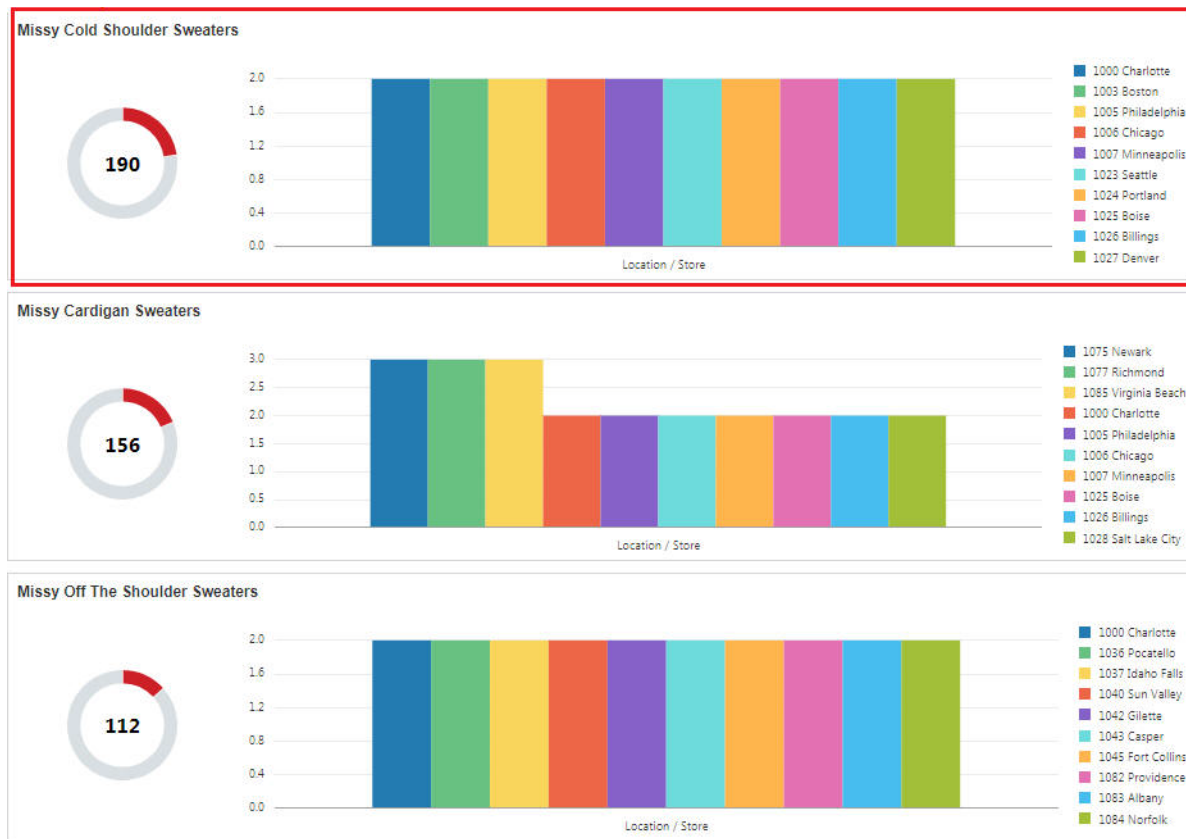 Missy Cold Shoulder Sweaters
190
2.0
1.6
1.2
0.8
0.4
0.0
Location / Store
1000 Charlotte
1003 Boston
1005 Philadelphia
1006 Chicago
1007 Minneapolis
1023 Seattle
1024 Portland
1025 Boise
1026 Billings
1027 Denver
Missy Cardigan Sweaters
156
3.0
2.5
2.0
1.5
1.0
0.5
0.0
Location / Store
1075 Newark
1077 Richmond
1085 Virginia Beach
1000 Charlotte
1005 Philadelphia
1006 Chicago
1007 Minneapolis
1025 Boise
1026 Billings
1028 Salt Lake City
Missy Off The Shoulder Sweaters
112
2.0
1.6
1.2
0.8
0.4
0.0
Location / Store
1000 Charlotte
1036 Pocatello
1037 Idaho Falls
1040 Sun Valley
1042 Gilette
1043 Casper
1045 Fort Collins
1082 Providence
1083 Albany
1084 Norfolk